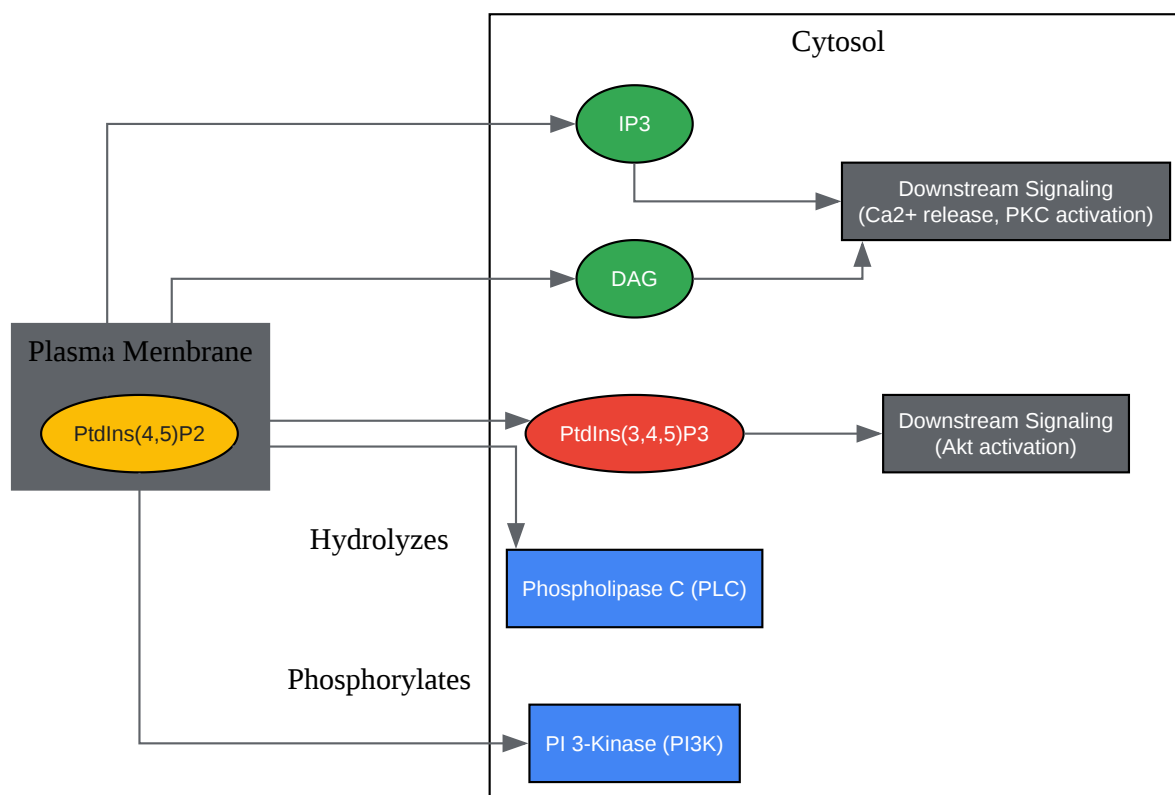 Cytosol
IP3
Downstream Signaling
(Ca2+ release, PKC activation)
DAG
Plasma Membrane
PtdIns(4,5)P2
PtdIns(3,4,5)P3
Downstream Signaling
(Akt activation)
Hydrolyzes
Phospholipase C (PLC)
Phosphorylates
PI 3-Kinase (PI3K)